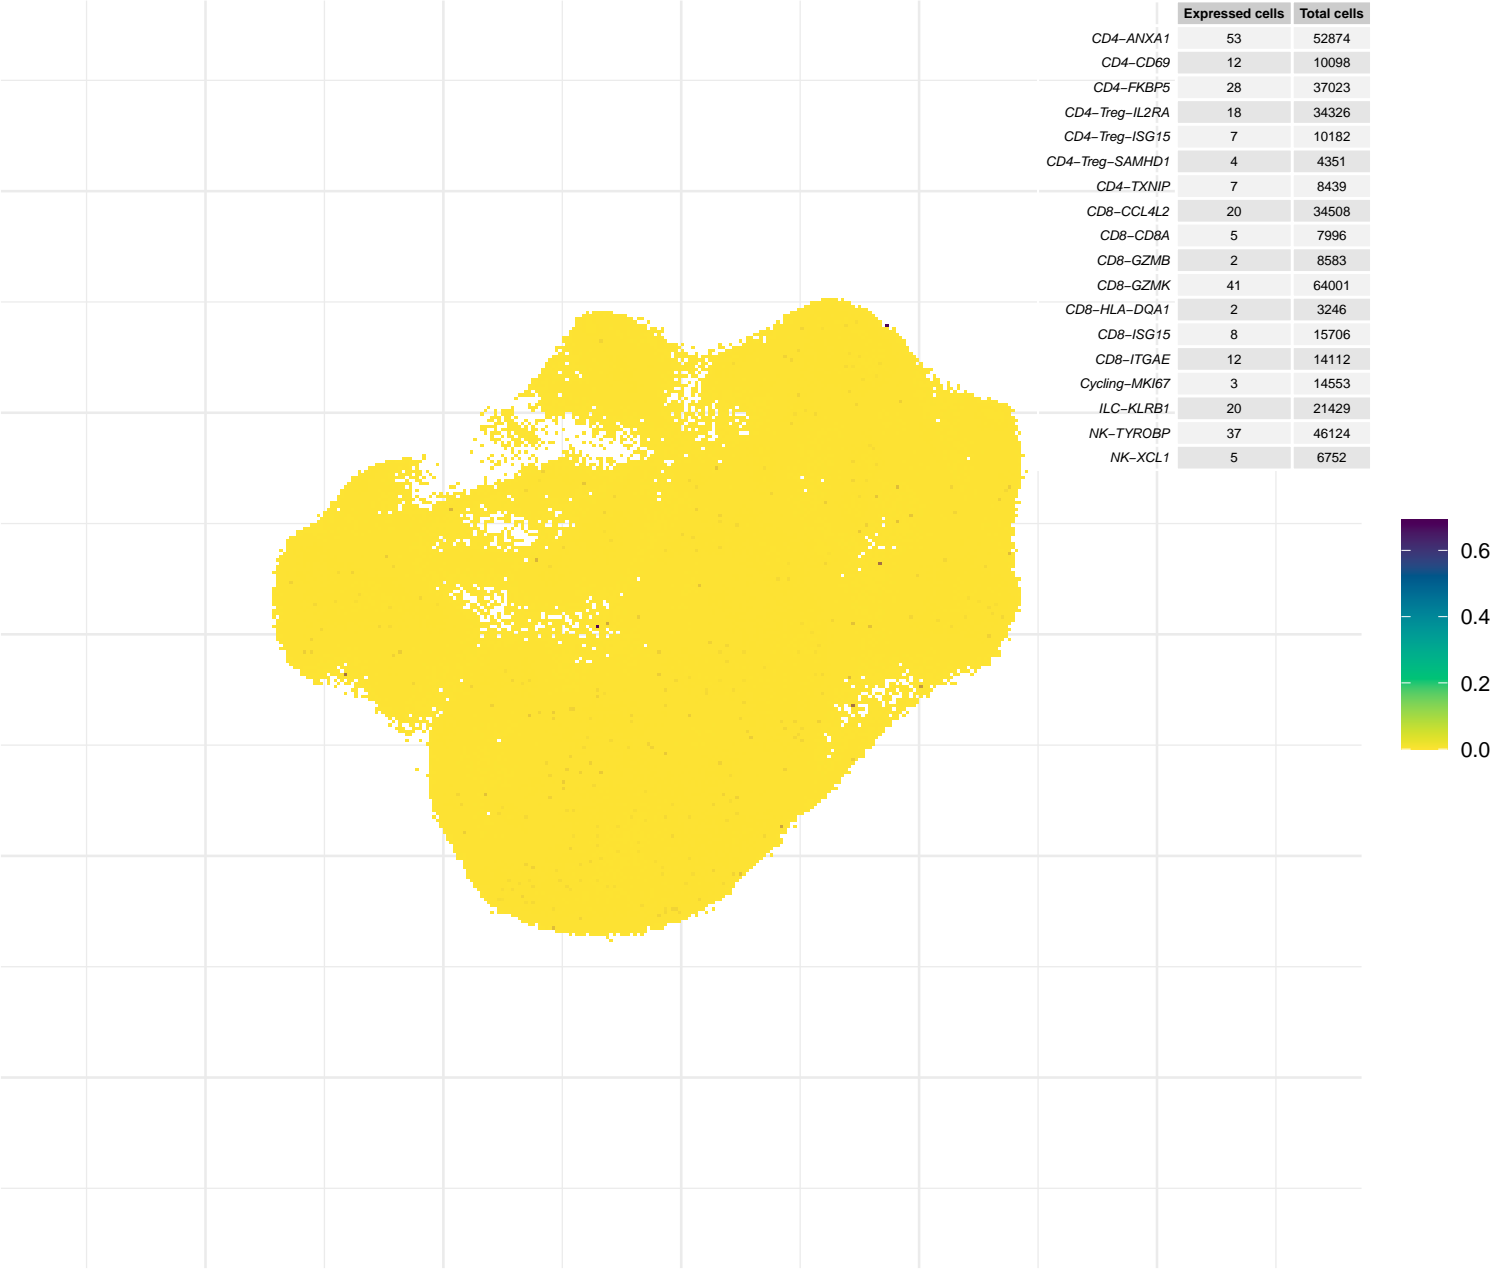 Expressed cells Total cells
CD4−ANXA1 53 52874
CD4−CD69 12 10098
CD4−FKBP5 28 37023
CD4−Treg−IL2RA 18 34326
CD4−Treg−ISG15 7 10182
CD4−Treg−SAMHD1 4 4351
CD4−TXNIP 7 8439
CD8−CCL4L2 20 34508
CD8−CD8A 5 7996
CD8−GZMB 2 8583
CD8−GZMK 41 64001
CD8−HLA−DQA1 2 3246
CD8−ISG15 8 15706
CD8−ITGAE 12 14112
Cycling−MKI67 3 14553
ILC−KLRB1 20 21429
NK−TYROBP 37 46124
NK−XCL1 5 6752
0.6
0.4
0.2
0.0